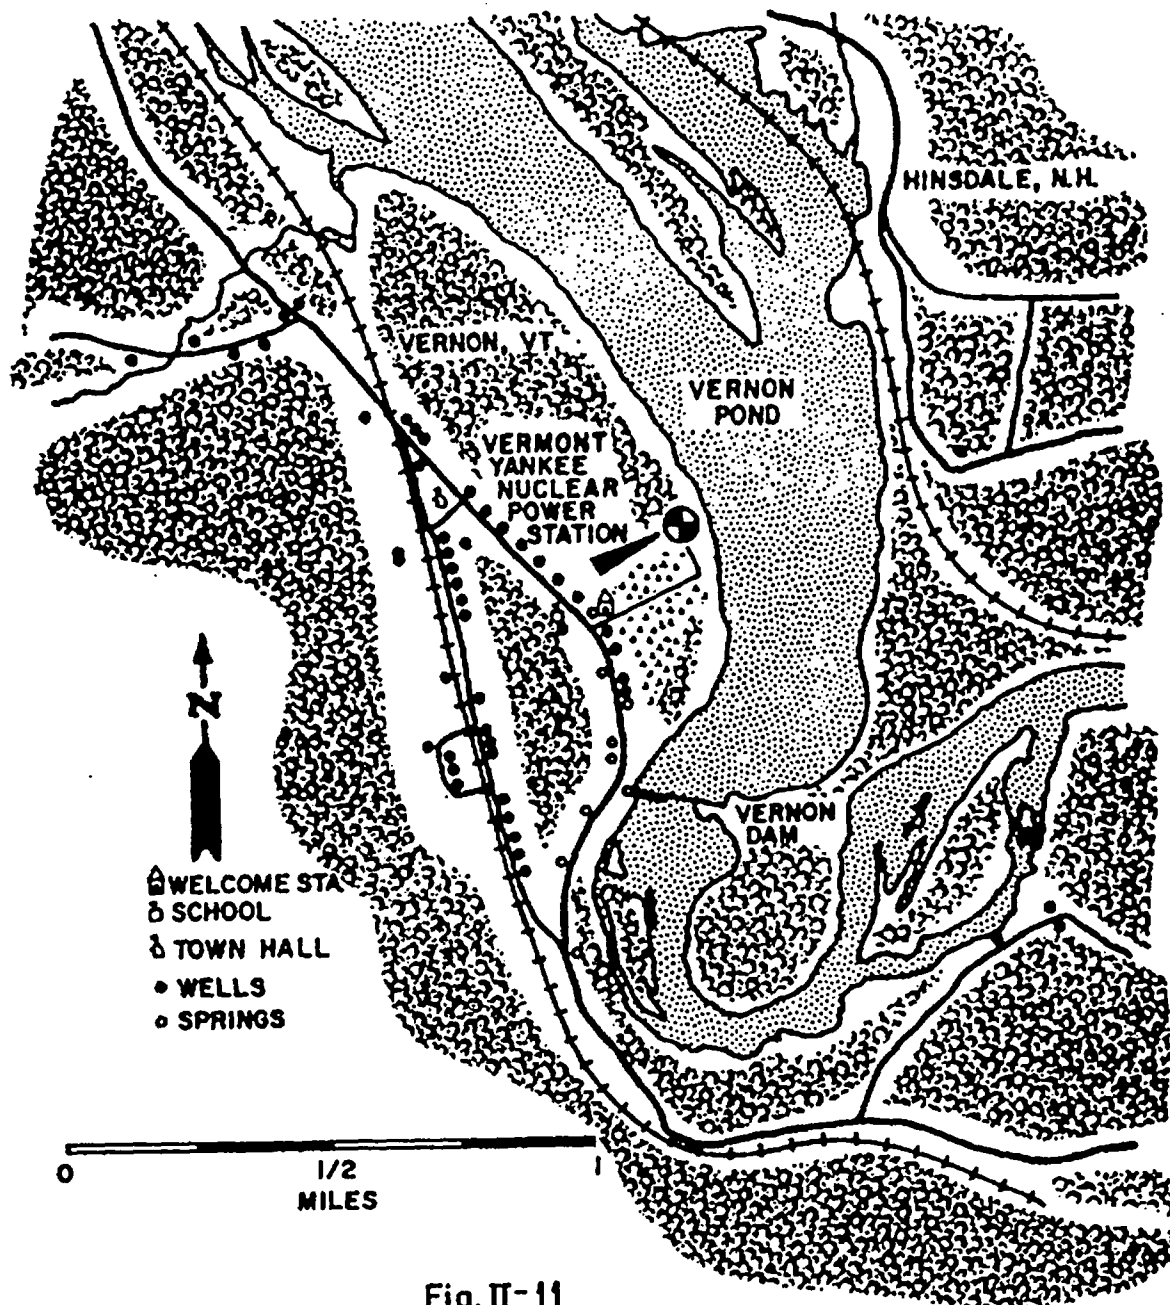 HINSDALE, N.H.
VERNON, VT.
VERNON
POND
VERMONT
YANKEE
NUCLEAR
POWER
STATION
N
VERNON
DAM
WELCOME STA.
SCHOOL
TOWN HALL
WELLS
SPRINGS
0 1/2 1
MILES
Fig. II-11